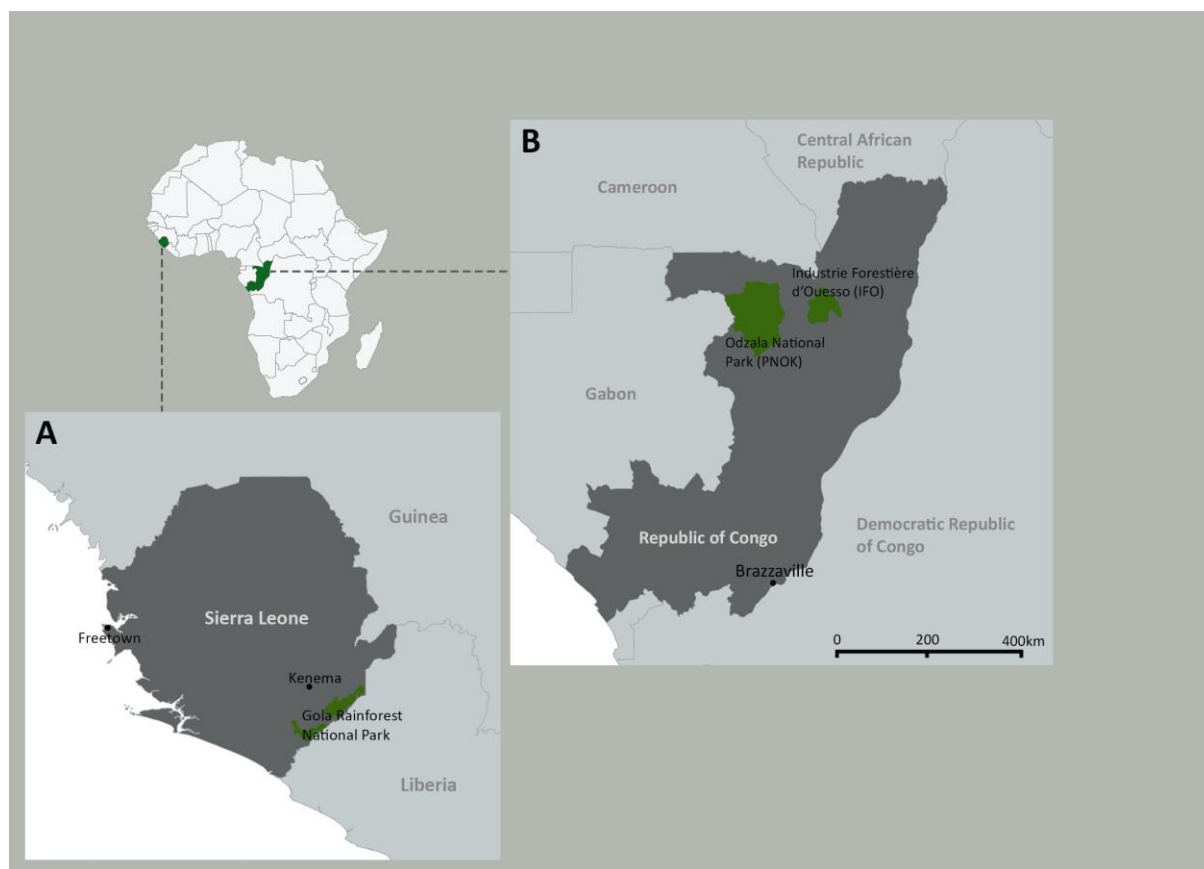 A
Guinea
Sierra Leone
Freetown
Kenema
Gola Rainforest
National Park
Liberia
B
Central African
Republic
Cameroon
Industrie Forestière
d'Ouesso (IFO)
Odzala National
Park (PNOK)
Gabon
Republic of Congo
Democratic Republic
of Congo
Brazzaville
0 200 400km